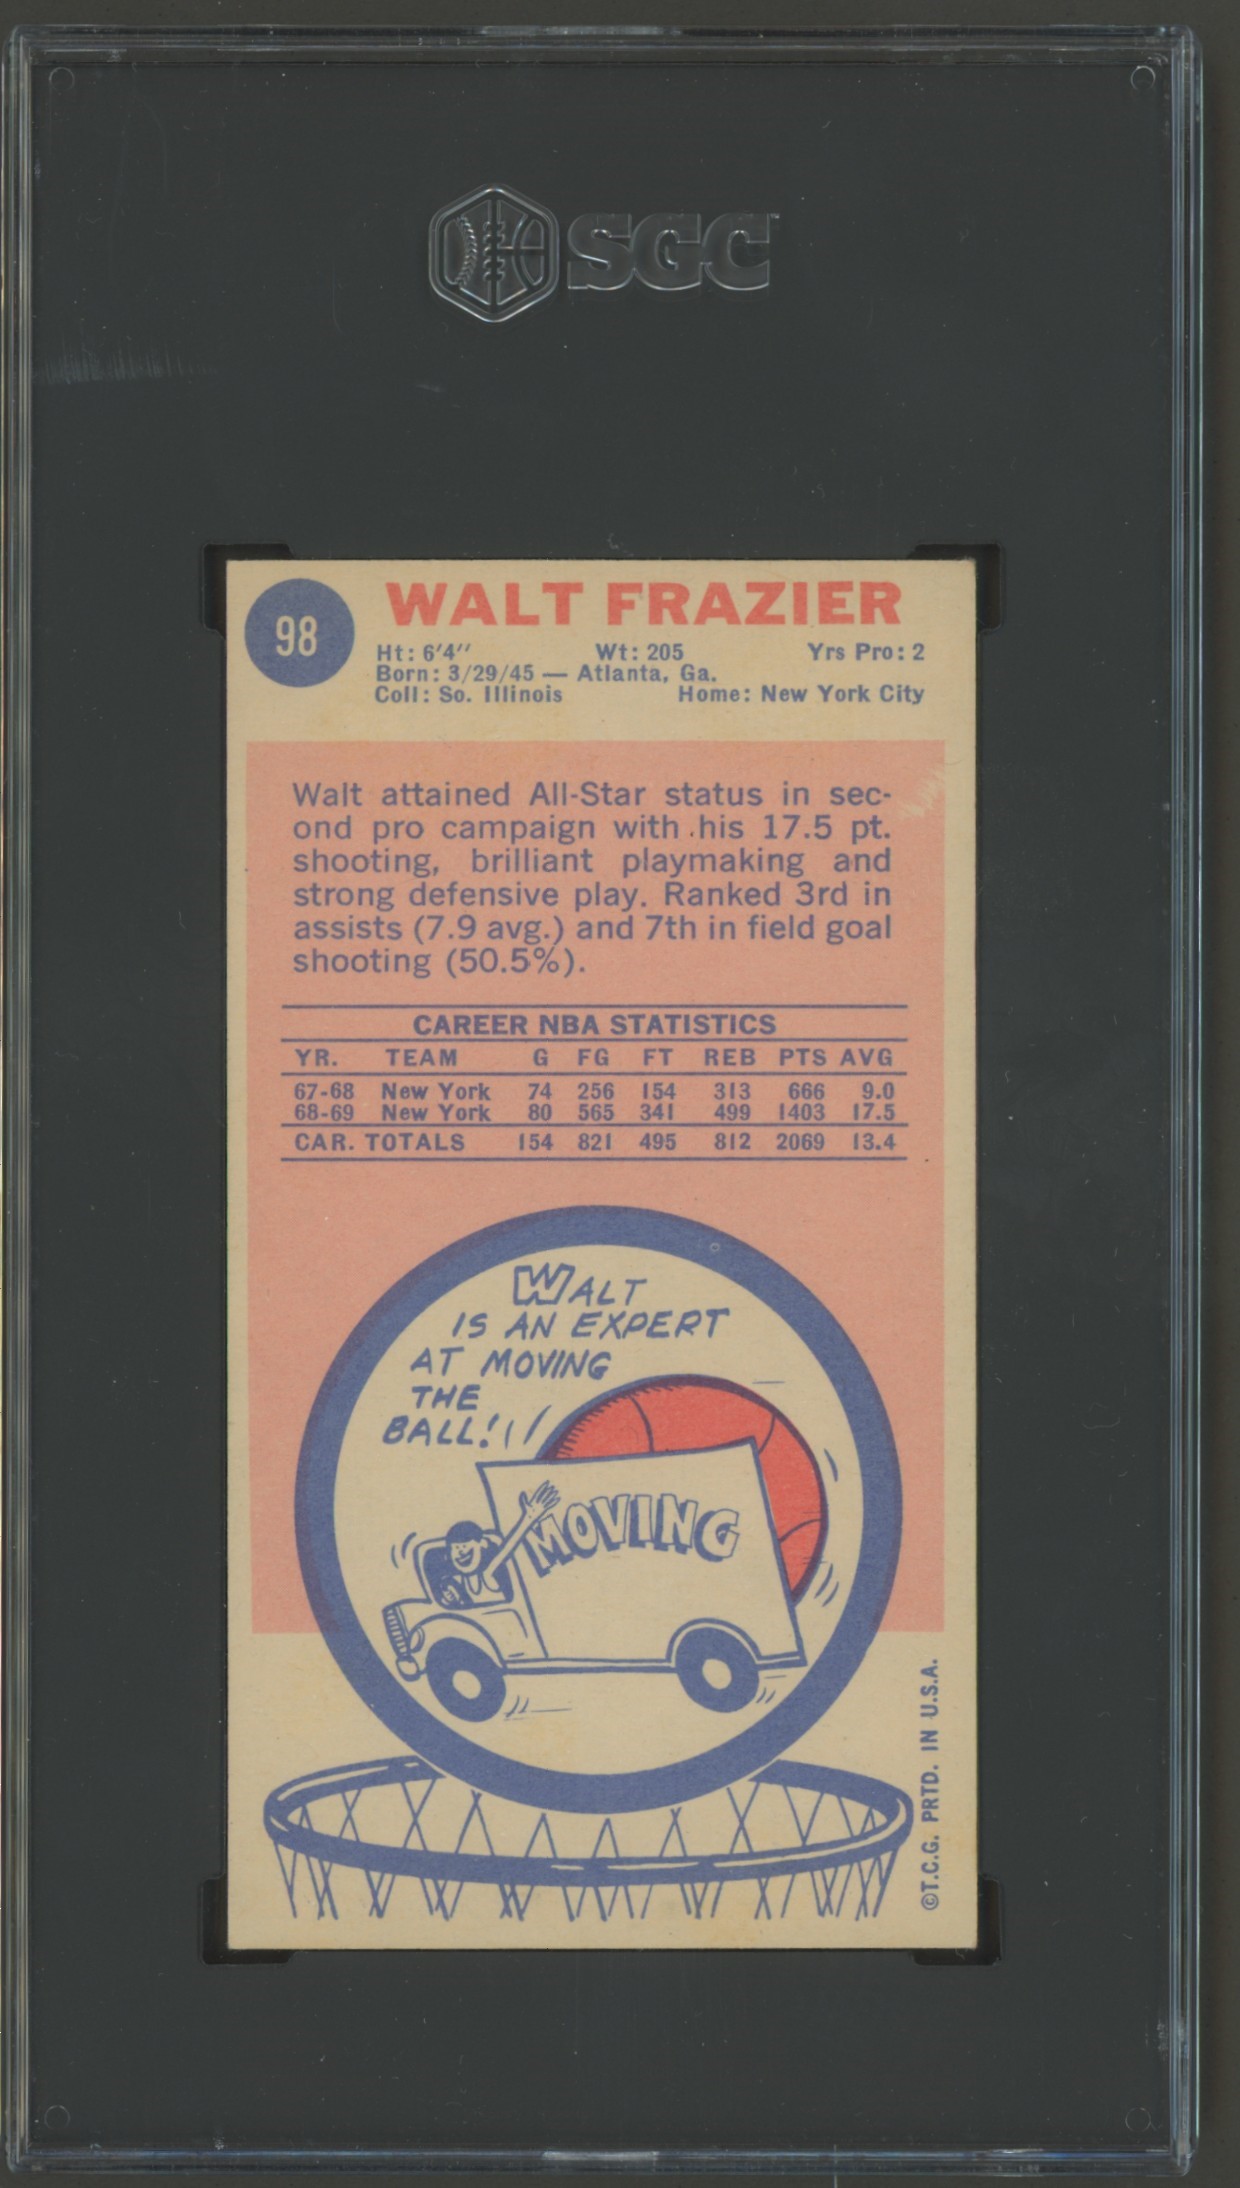 SGC
98
WALT FRAZIER
Ht: 6'4" Wt: 205 Yrs Pro: 2
Born: 3/29/45 — Atlanta, Ga.
Coll: So. Illinois Home: New York City
Walt attained All-Star status in sec-
ond pro campaign with his 17.5 pt.
shooting, brilliant playmaking and
strong defensive play. Ranked 3rd in
assists (7.9 avg.) and 7th in field goal
shooting (50.5%).
CAREER NBA STATISTICS
YR. TEAM G FG FT REB PTS AVG
67-68 New York 74 256 154 313 666 9.0
68-69 New York 80 565 341 499 1403 17.5
CAR. TOTALS 154 821 495 812 2069 13.4
WALT
IS AN EXPERT
AT MOVING
THE
BALL!
MOVING
©T.C.G. PRTD. IN U.S.A.